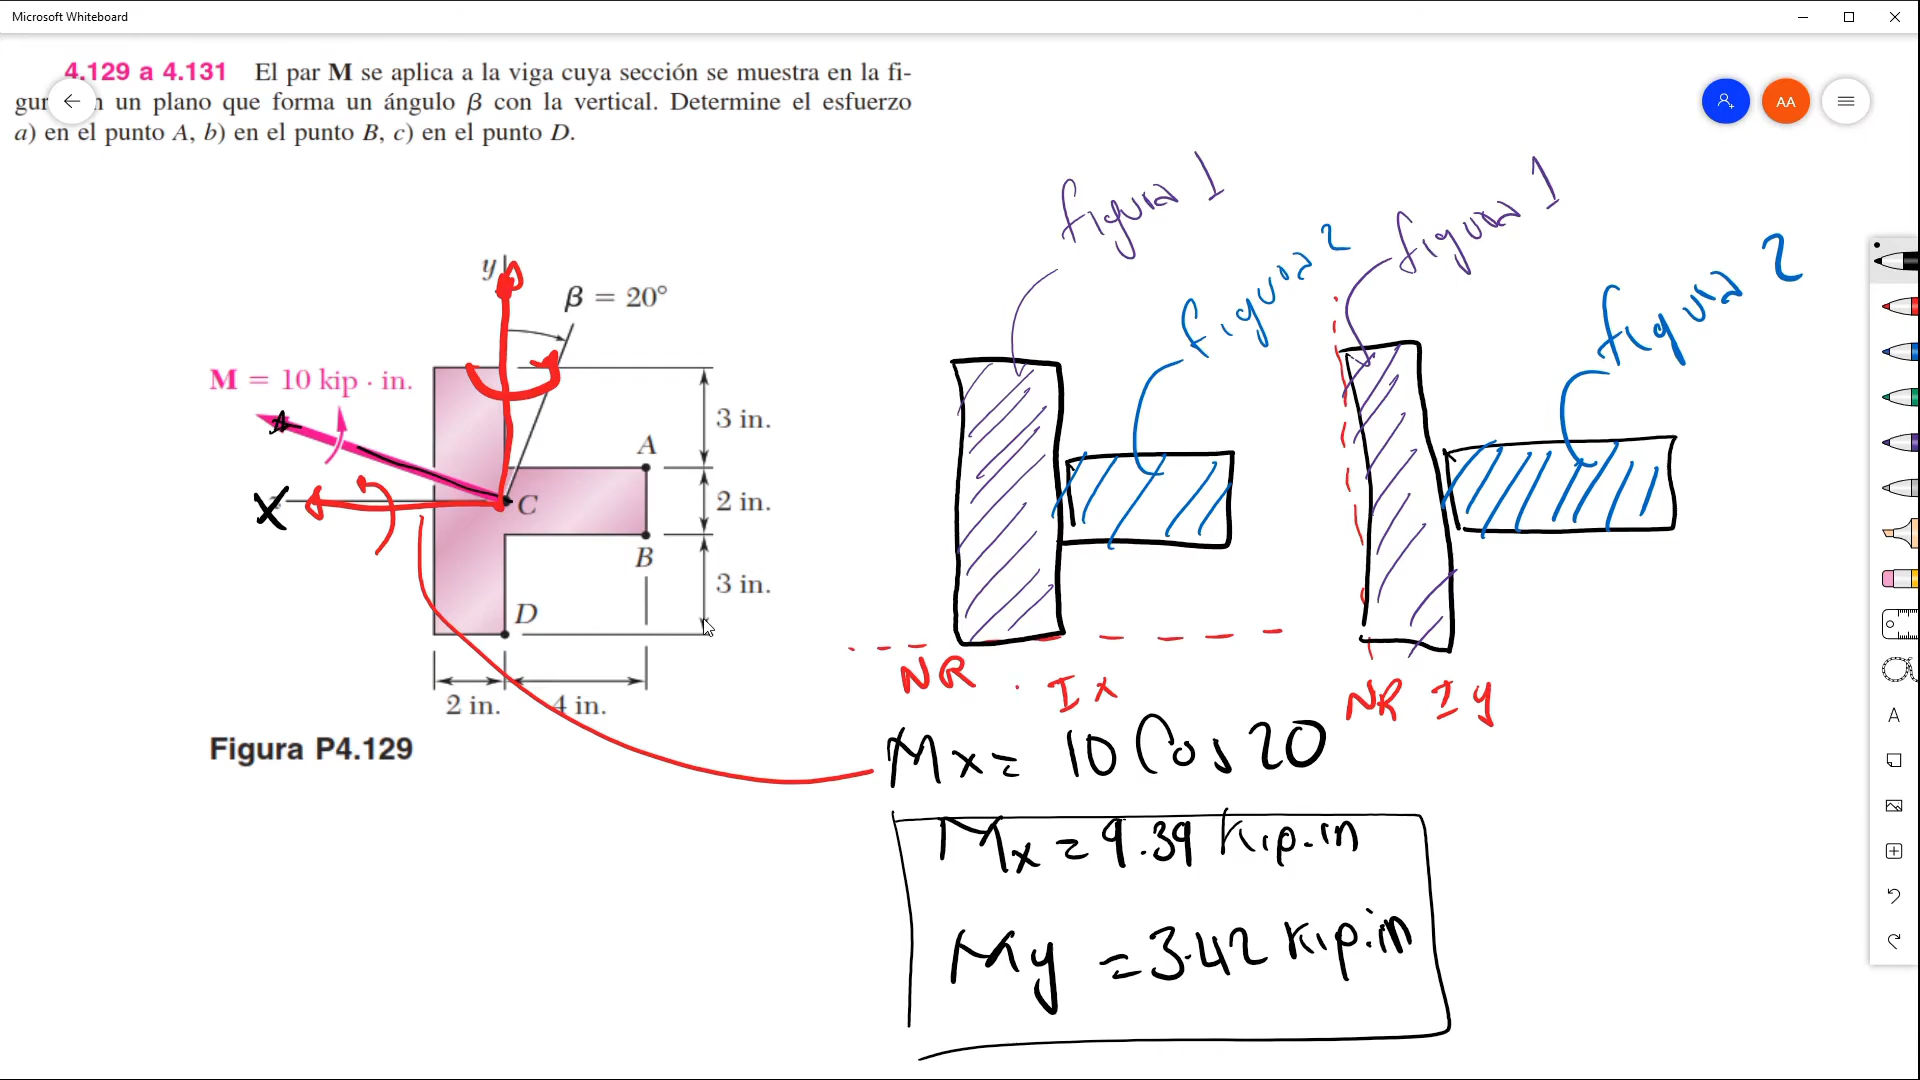 Microsoft Whiteboard
4.129 a 4.131 El par M se aplica a la viga cuya sección se muestra en la fi-
gur n un plano que forma un ángulo β con la vertical. Determine el esfuerzo
a) en el punto A, b) en el punto B, c) en el punto D.
AA
figura 1
figura 2
figura 1
figura 2
y
β = 20°
M = 10 kip · in.
3 in.
A
X
C
2 in.
B
3 in.
D
2 in.
4 in.
NR
Ix
NR Iy
Figura P4.129
Mx= 10 Cos 20
Mx = 9.39 Kip.in
My = 3.42 Kip.in
A